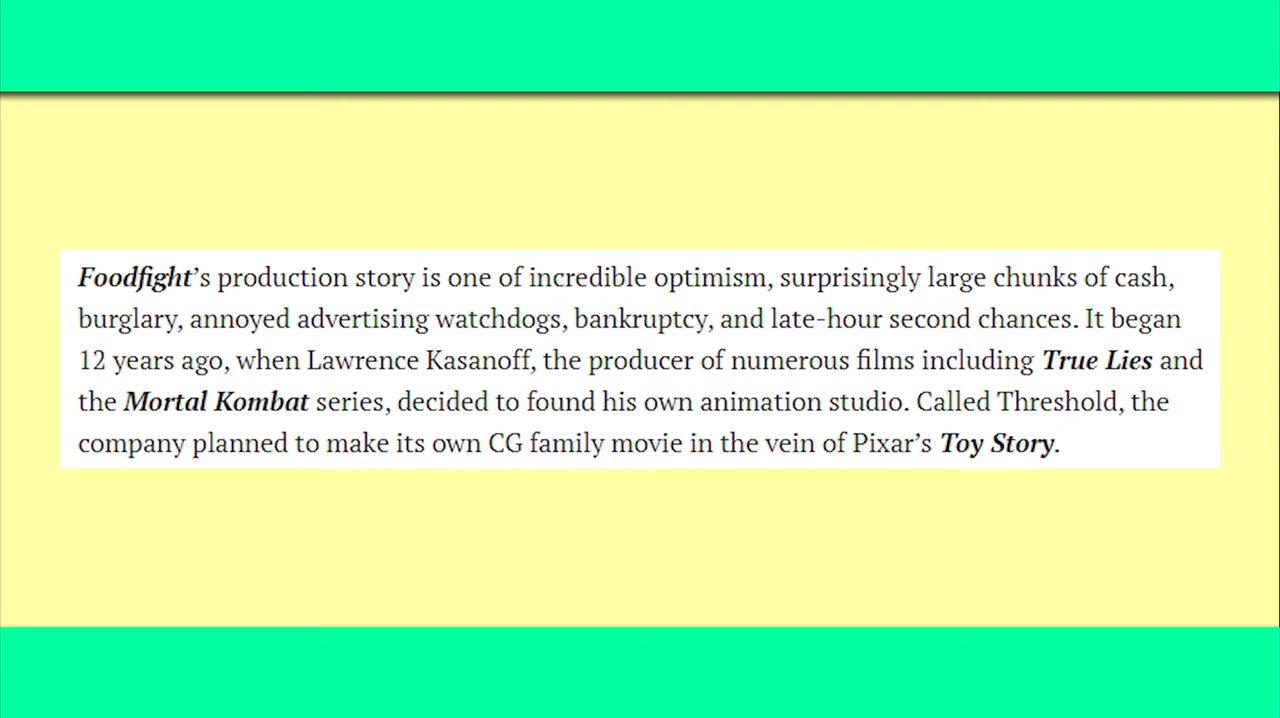 Foodfight’s production story is one of incredible optimism, surprisingly large chunks of cash,
burglary, annoyed advertising watchdogs, bankruptcy, and late-hour second chances. It began
12 years ago, when Lawrence Kasanoff, the producer of numerous films including True Lies and
the Mortal Kombat series, decided to found his own animation studio. Called Threshold, the
company planned to make its own CG family movie in the vein of Pixar’s Toy Story.